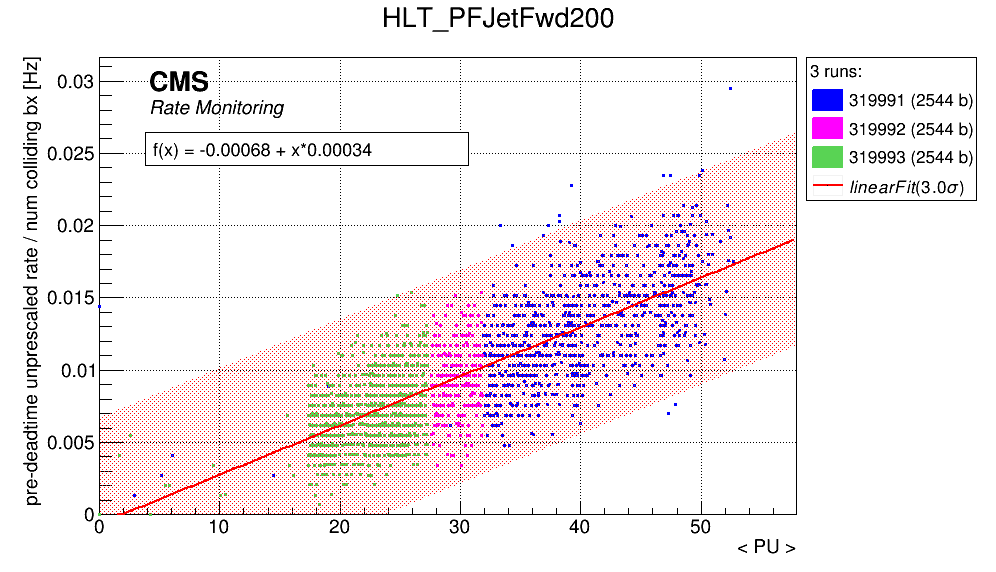 HLT_PFJetFwd200
pre-deadtime unprescaled rate / num colliding bx [Hz]
0.03
0.025
0.02
0.015
0.01
0.005
0
CMS
Rate Monitoring
f(x) = -0.00068 + x*0.00034
0 10 20 30 40 50
< PU >
3 runs:
319991 (2544 b)
319992 (2544 b)
319993 (2544 b)
linearFit(3.0σ)